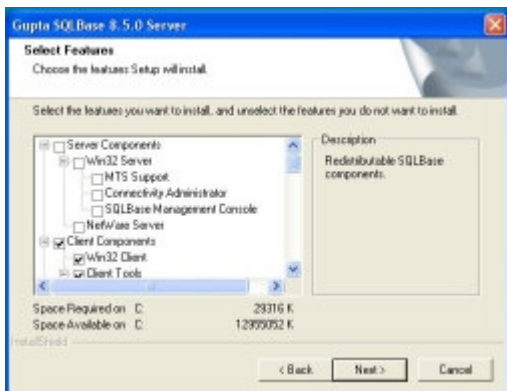 Gupta SQLBase 8.5.0 Server
Select Features
Choose the features Setup will install.
Select the features you want to install, and unselect the features you do not want to install.
Server Components
Win32 Server
MTS Support
Connectivity Administrator
SQLBase Management Console
NetWare Server
Client Components
Win32 Client
Client Tools
Description
Redistributable SQLBase
components.
Space Required on C: 29316 K
Space Available on C: 12955052 K
InstallShield
< Back
Next >
Cancel